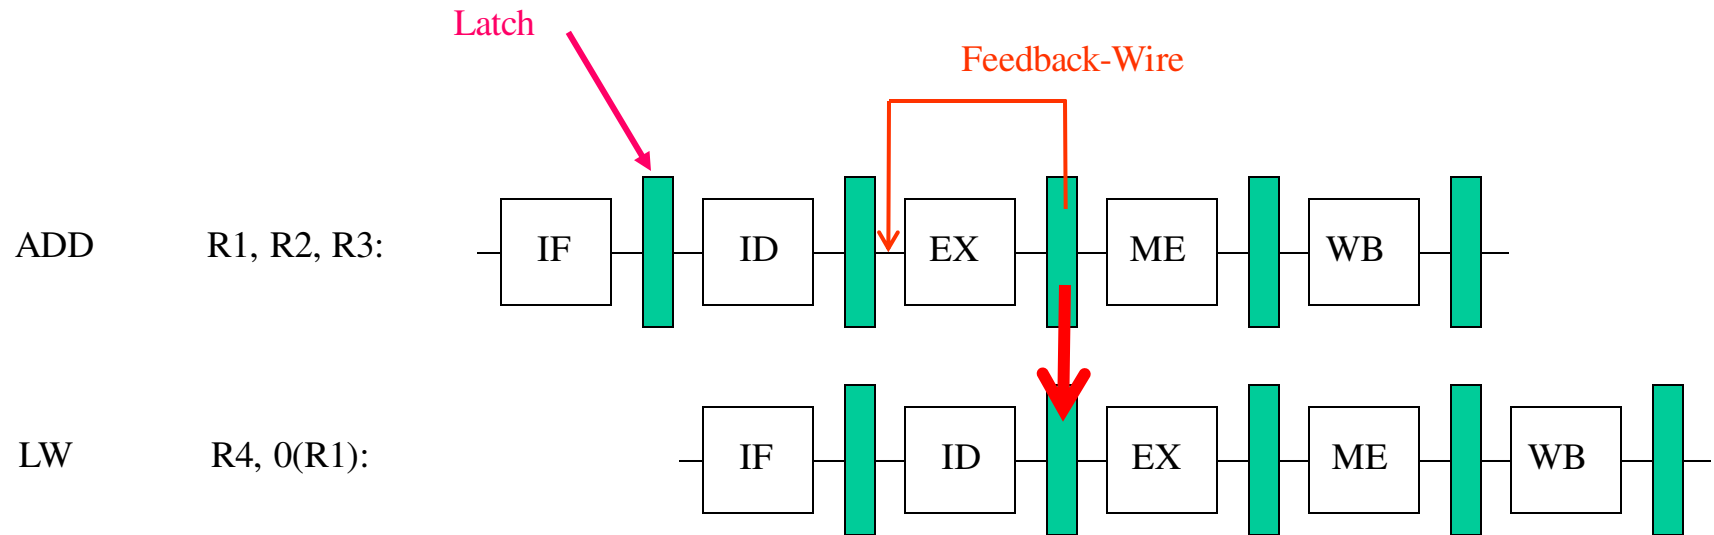 Latch
Feedback-Wire
ADD R1, R2, R3: IF ID EX ME WB
LW R4, 0(R1): IF ID EX ME WB